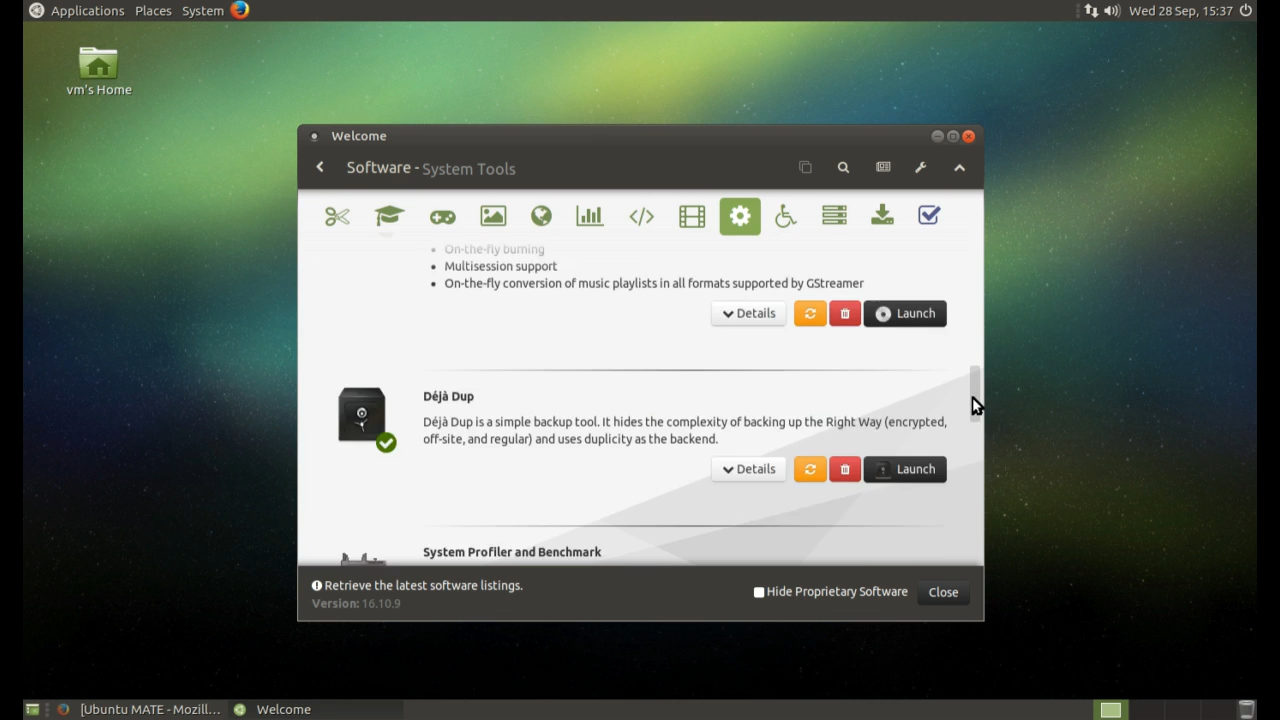 Applications Places System
Wed 28 Sep, 15:37
vm's Home
Welcome
Software - System Tools
On-the-fly burning
Multisession support
On-the-fly conversion of music playlists in all formats supported by GStreamer
Details Launch
Déjà Dup
Déjà Dup is a simple backup tool. It hides the complexity of backing up the Right Way (encrypted,
off-site, and regular) and uses duplicity as the backend.
Details Launch
System Profiler and Benchmark
Retrieve the latest software listings.
Version: 16.10.9
Hide Proprietary Software Close
[Ubuntu MATE - Mozill... Welcome